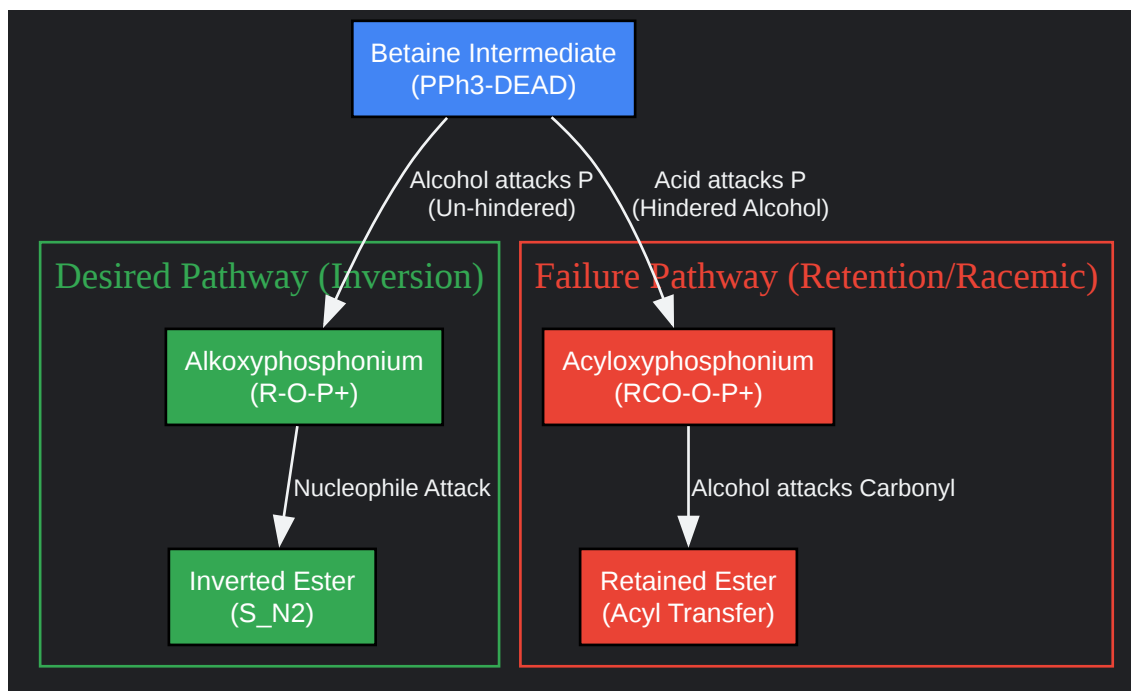 Betaine Intermediate
(PPh3-DEAD)
Alcohol attacks P
(Un-hindered)
Acid attacks P
(Hindered Alcohol)
Desired Pathway (Inversion)
Failure Pathway (Retention/Racemic)
Alkoxyphosphonium
(R-O-P+)
Acyloxyphosphonium
(RCO-O-P+)
Nucleophile Attack
Alcohol attacks Carbonyl
Inverted Ester
(S_N2)
Retained Ester
(Acyl Transfer)